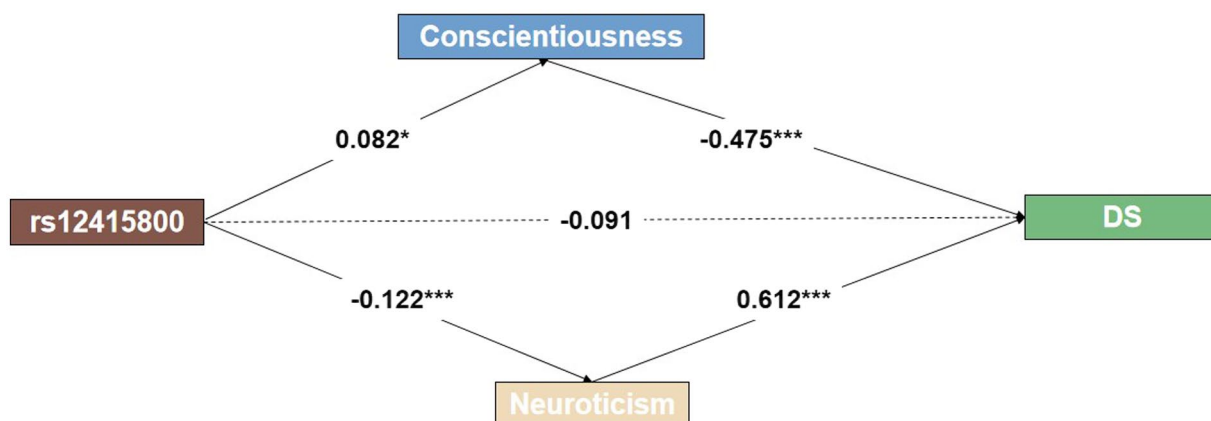 Conscientiousness
0.082*
-0.475***
rs12415800
-0.091
DS
-0.122***
0.612***
Neuroticism